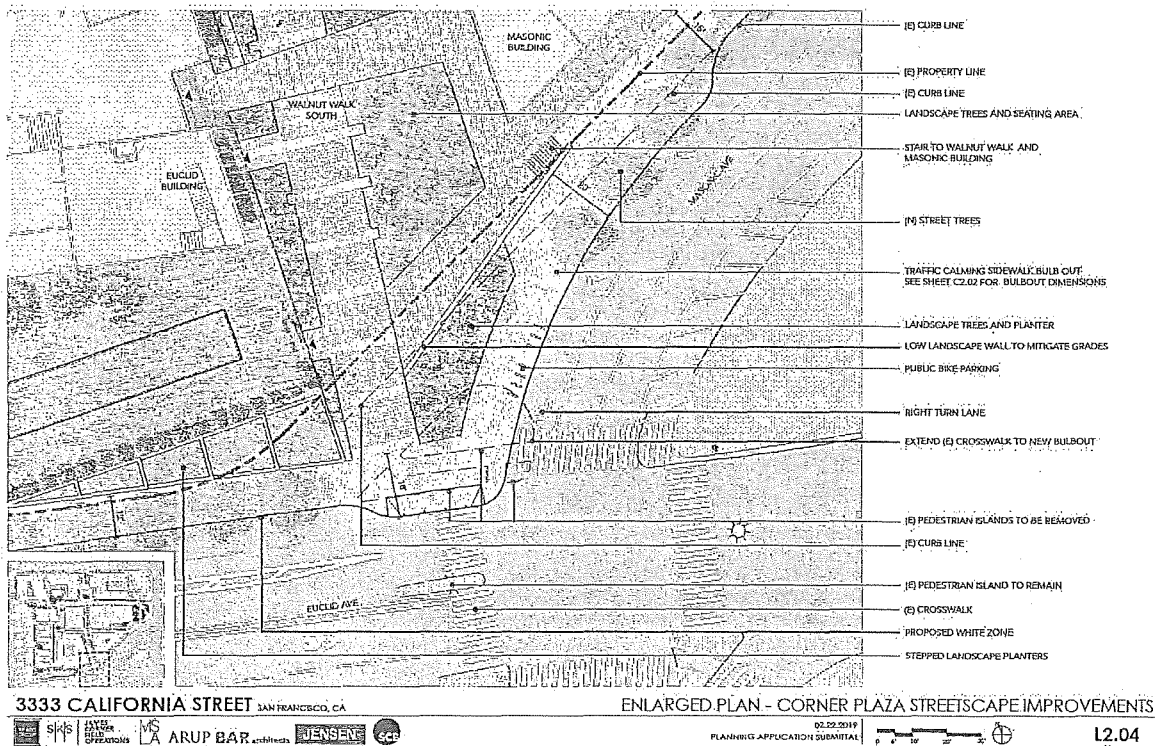 MASONIC
BUILDING
WALNUT WALK
SOUTH
EUCLID
BUILDING
MASONIC AVE
EUCLID AVE
(E) CURB LINE
(E) PROPERTY LINE
(E) CURB LINE
LANDSCAPE TREES AND SEATING AREA
STAIR TO WALNUT WALK AND
MASONIC BUILDING
(N) STREET TREES
TRAFFIC CALMING SIDEWALK BULB OUT
SEE SHEET C2.02 FOR BULBOUT DIMENSIONS
LANDSCAPE TREES AND PLANTER
LOW LANDSCAPE WALL TO MITIGATE GRADES
PUBLIC BIKE PARKING
RIGHT TURN LANE
EXTEND (E) CROSSWALK TO NEW BULBOUT
(E) PEDESTRIAN ISLANDS TO BE REMOVED
(E) CURB LINE
(E) PEDESTRIAN ISLAND TO REMAIN
(E) CROSSWALK
PROPOSED WHITE ZONE
STEPPED LANDSCAPE PLANTERS
3333 CALIFORNIA STREET SAN FRANCISCO, CA
ENLARGED PLAN - CORNER PLAZA STREETSCAPE IMPROVEMENTS
sks
OPERATIONS
MS
LA
ARUP BAR architects
JENSEN
SCB
02.22.2019
PLANNING APPLICATION SUBMITTAL
L2.04